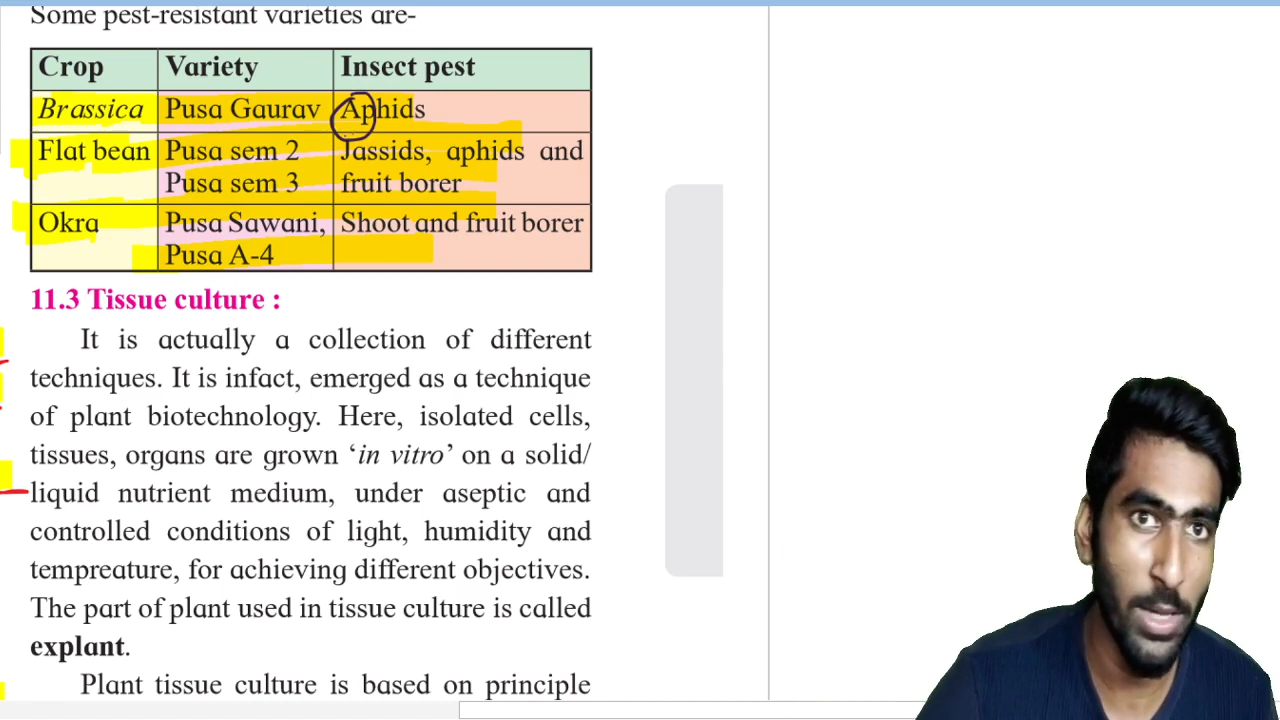 Some pest-resistant varieties are-
Crop Variety Insect pest
Brassica Pusa Gaurav Aphids
Flat bean Pusa sem 2 Jassids, aphids and
Pusa sem 3 fruit borer
Okra Pusa Sawani, Shoot and fruit borer
Pusa A-4
11.3 Tissue culture :
It is actually a collection of different
techniques. It is infact, emerged as a technique
of plant biotechnology. Here, isolated cells,
tissues, organs are grown ‘in vitro’ on a solid/
liquid nutrient medium, under aseptic and
controlled conditions of light, humidity and
tempreature, for achieving different objectives.
The part of plant used in tissue culture is called
explant.
Plant tissue culture is based on principle